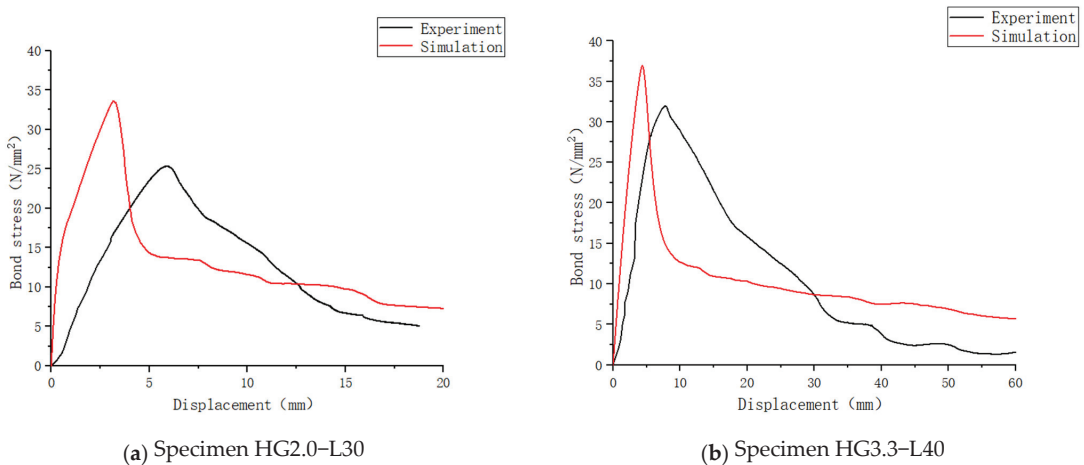 Experiment
Simulation
40
35
30
25
20
15
10
5
0
Bond stress (N/mm²)
0 5 10 15 20
Displacement (mm)
(a) Specimen HG2.0−L30
Experiment
Simulation
40
35
30
25
20
15
10
5
0
Bond stress (N/mm²)
0 10 20 30 40 50 60
Displacement (mm)
(b) Specimen HG3.3−L40